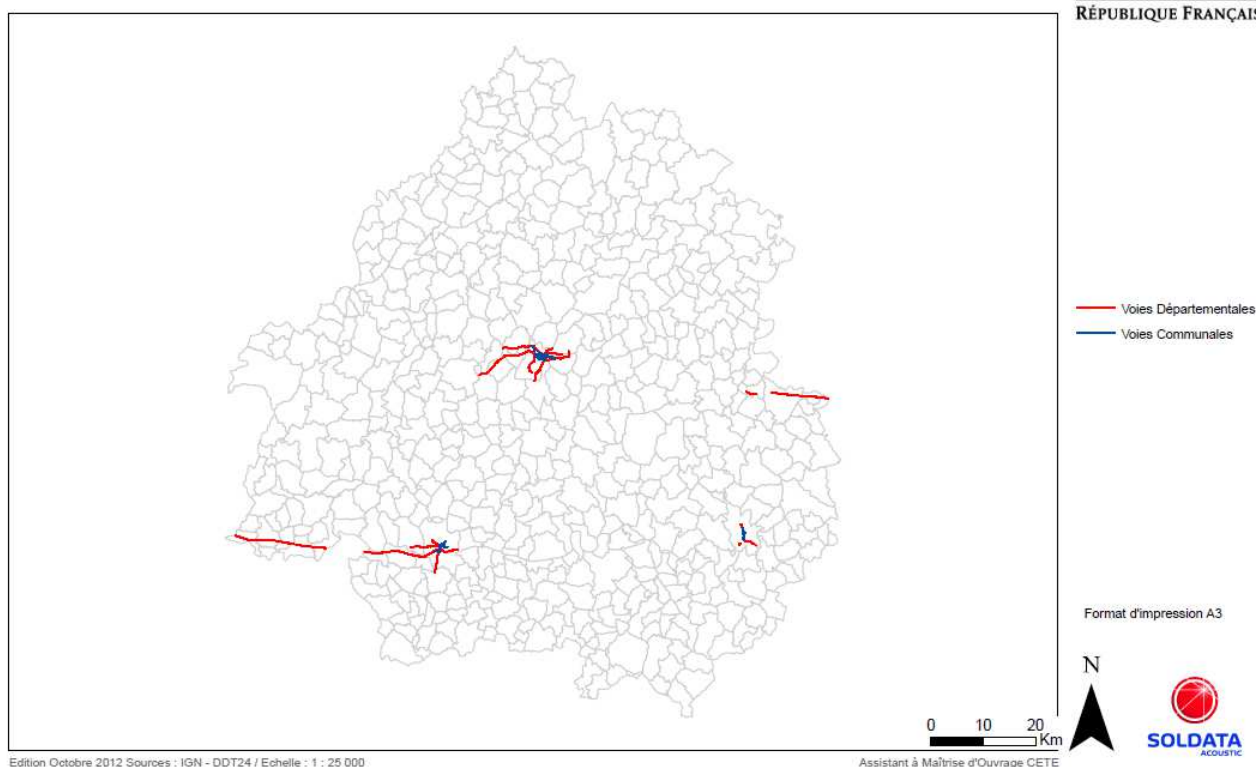 RÉPUBLIQUE FRANÇAIS
Voies Départementales
Voies Communales
Format d'impression A3
N
0 10 20
Km
SOLDATA
ACOUSTIC
Edition Octobre 2012 Sources : IGN - DDT24 / Echelle : 1 : 25 000
Assistant à Maîtrise d'Ouvrage CETE